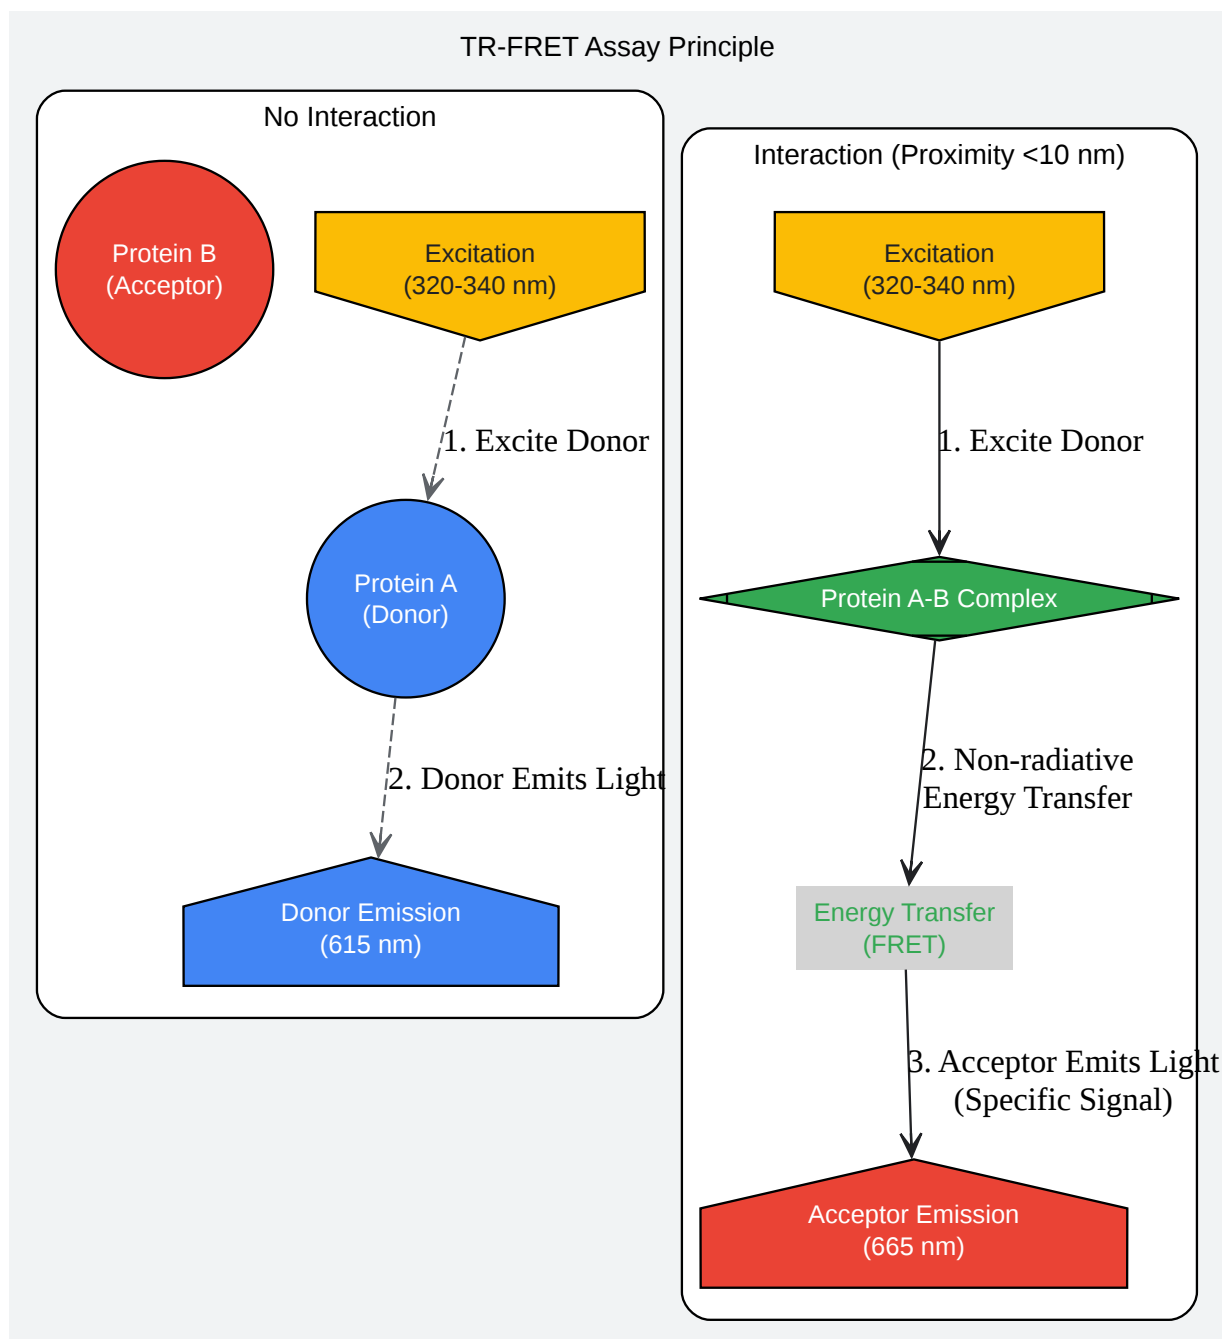 TR-FRET Assay Principle
No Interaction
Protein B
(Acceptor)
Excitation
(320-340 nm)
1. Excite Donor
Protein A
(Donor)
2. Donor Emits Light
Donor Emission
(615 nm)
Interaction (Proximity <10 nm)
Excitation
(320-340 nm)
1. Excite Donor
Protein A-B Complex
2. Non-radiative
Energy Transfer
Energy Transfer
(FRET)
3. Acceptor Emits Light
(Specific Signal)
Acceptor Emission
(665 nm)